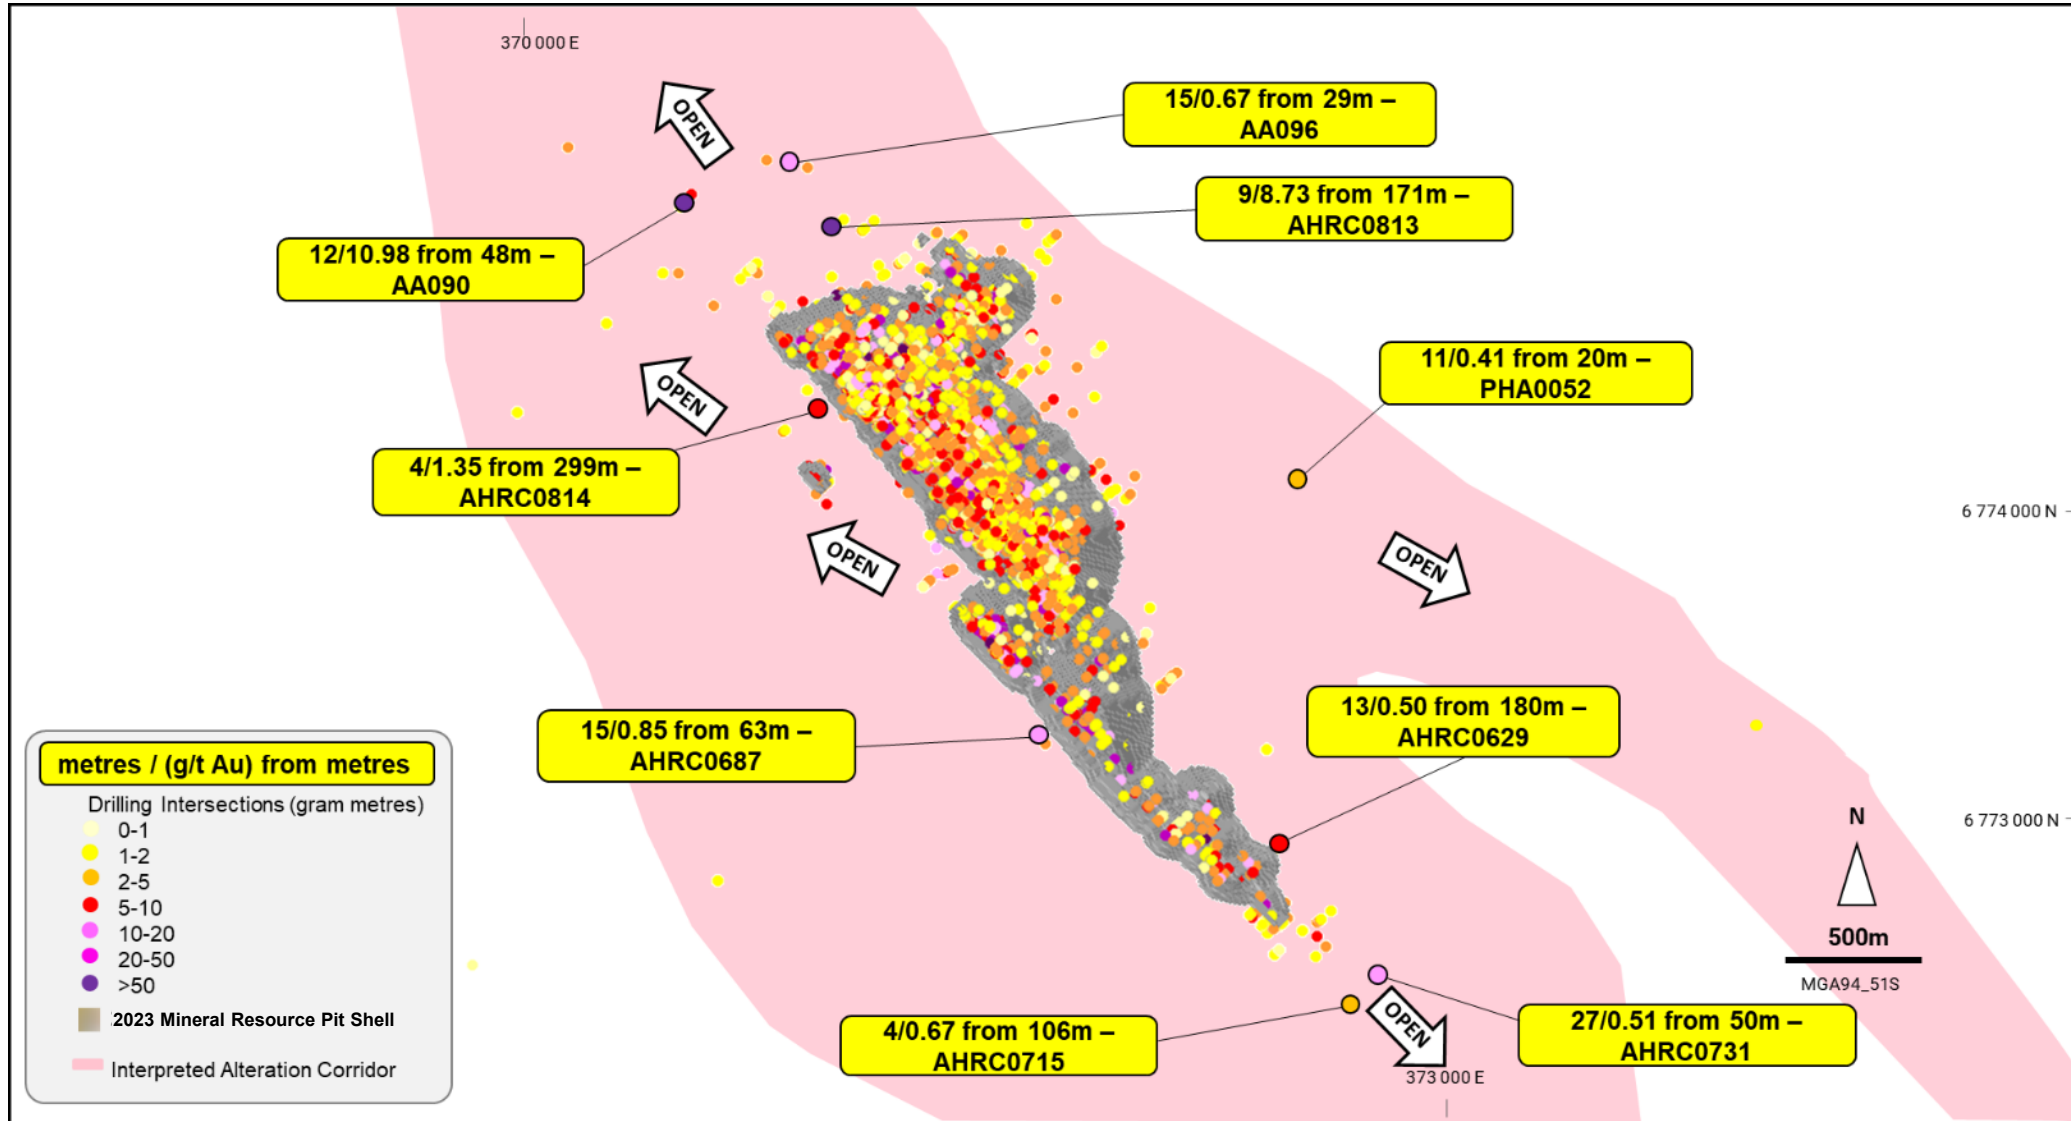 370 000 E
OPEN
15/0.67 from 29m –
AA096
9/8.73 from 171m –
AHRC0813
12/10.98 from 48m –
AA090
11/0.41 from 20m –
PHA0052
OPEN
4/1.35 from 299m –
AHRC0814
6 774 000 N
OPEN
OPEN
15/0.85 from 63m –
AHRC0687
13/0.50 from 180m –
AHRC0629
metres / (g/t Au) from metres
Drilling Intersections (gram metres)
0-1
1-2
2-5
5-10
10-20
20-50
>50
2023 Mineral Resource Pit Shell
Interpreted Alteration Corridor
N
6 773 000 N
500m
MGA94_51S
4/0.67 from 106m –
AHRC0715
OPEN
27/0.51 from 50m –
AHRC0731
373 000 E